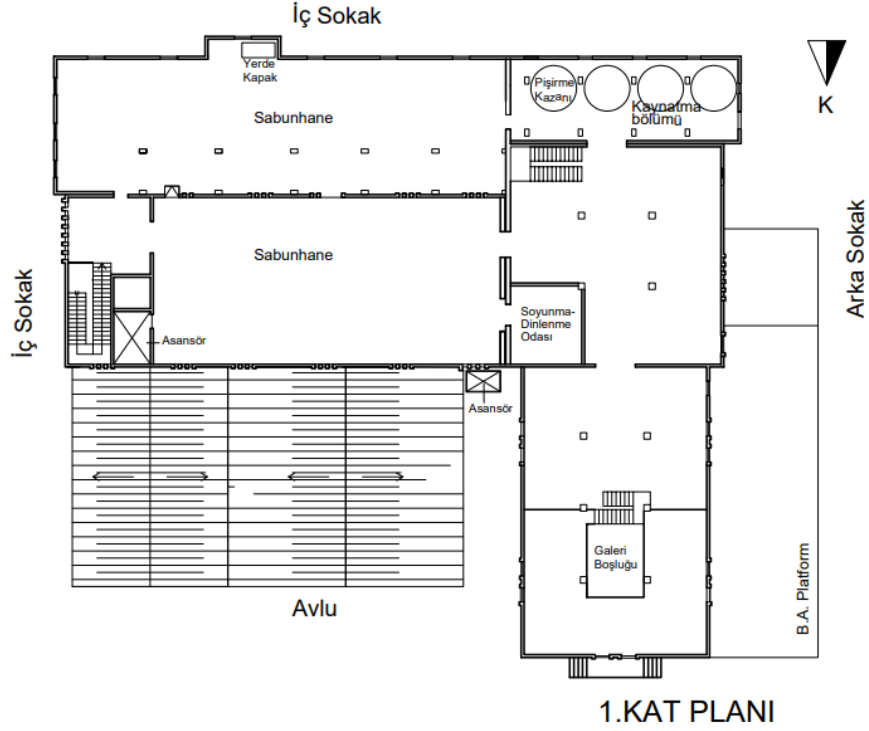 İç Sokak
Yerde
Kapak
Pişirme
Kazanı
Kaynatma
bölümü
K
Sabunhane
Sabunhane
İç Sokak
Arka Sokak
Soyunma-
Dinlenme
Odası
Asansör
Asansör
Galeri
Boşluğu
B.A. Platform
Avlu
1.KAT PLANI